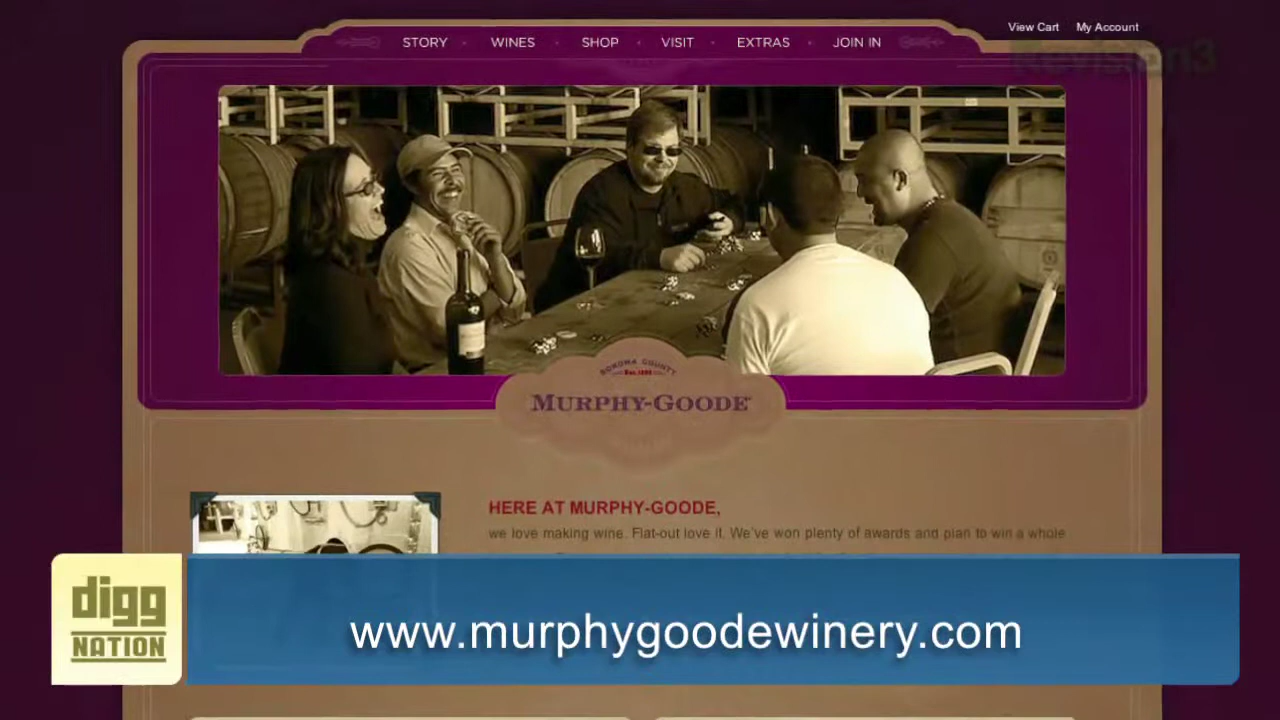 View Cart My Account
STORY WINES SHOP VISIT EXTRAS JOIN IN
Revision3
SONOMA COUNTY
MURPHY-GOODE
HERE AT MURPHY-GOODE,
we love making wine. Flat-out love it. We've won plenty of awards and plan to win a whole
digg
NATION
www.murphygoodewinery.com